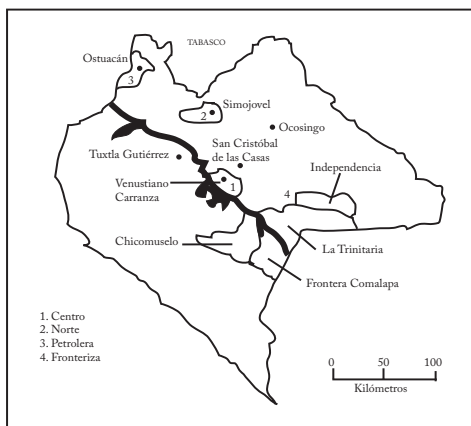 TABASCO
Ostuacán
3
Simojovel
2
Ocosingo
San Cristóbal
de las Casas
Tuxtla Gutiérrez
Independencia
Venustiano
Carranza
1
4
Chicomuselo
La Trinitaria
Frontera Comalapa
1. Centro
2. Norte
3. Petrolera
4. Fronteriza
0 50 100
Kilómetros